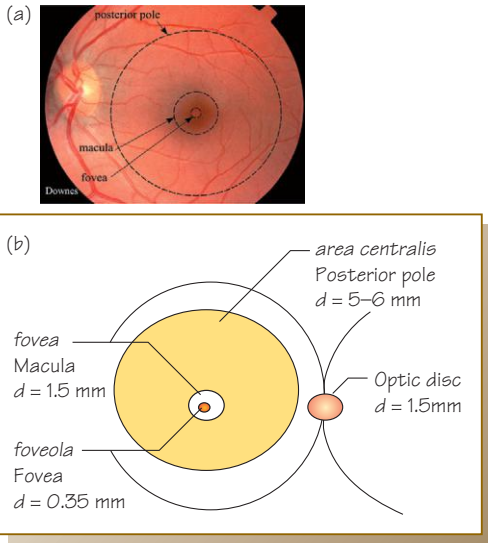 (a)
posterior pole
macula
fovea
Downes
(b)
area centralis
Posterior pole
d = 5–6 mm
fovea
Macula
d = 1.5 mm
Optic disc
d = 1.5mm
foveola
Fovea
d = 0.35 mm